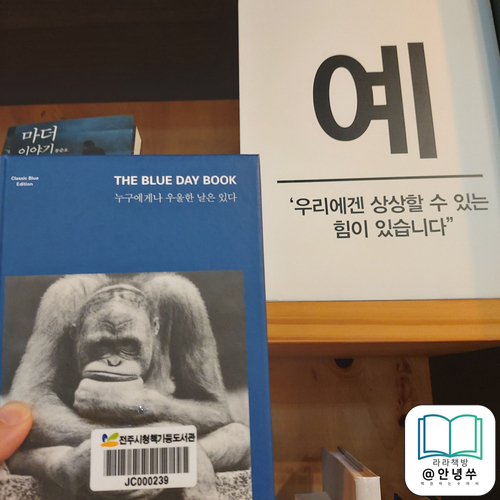 예
‘우리에겐 상상할 수 있는
힘이 있습니다”
마더
이야기
Classic Blue
Edition
THE BLUE DAY BOOK
누구에게나 우울한 날은 있다
전주시청책기둥도서관
JC000239
라라책방
@안녕쑤